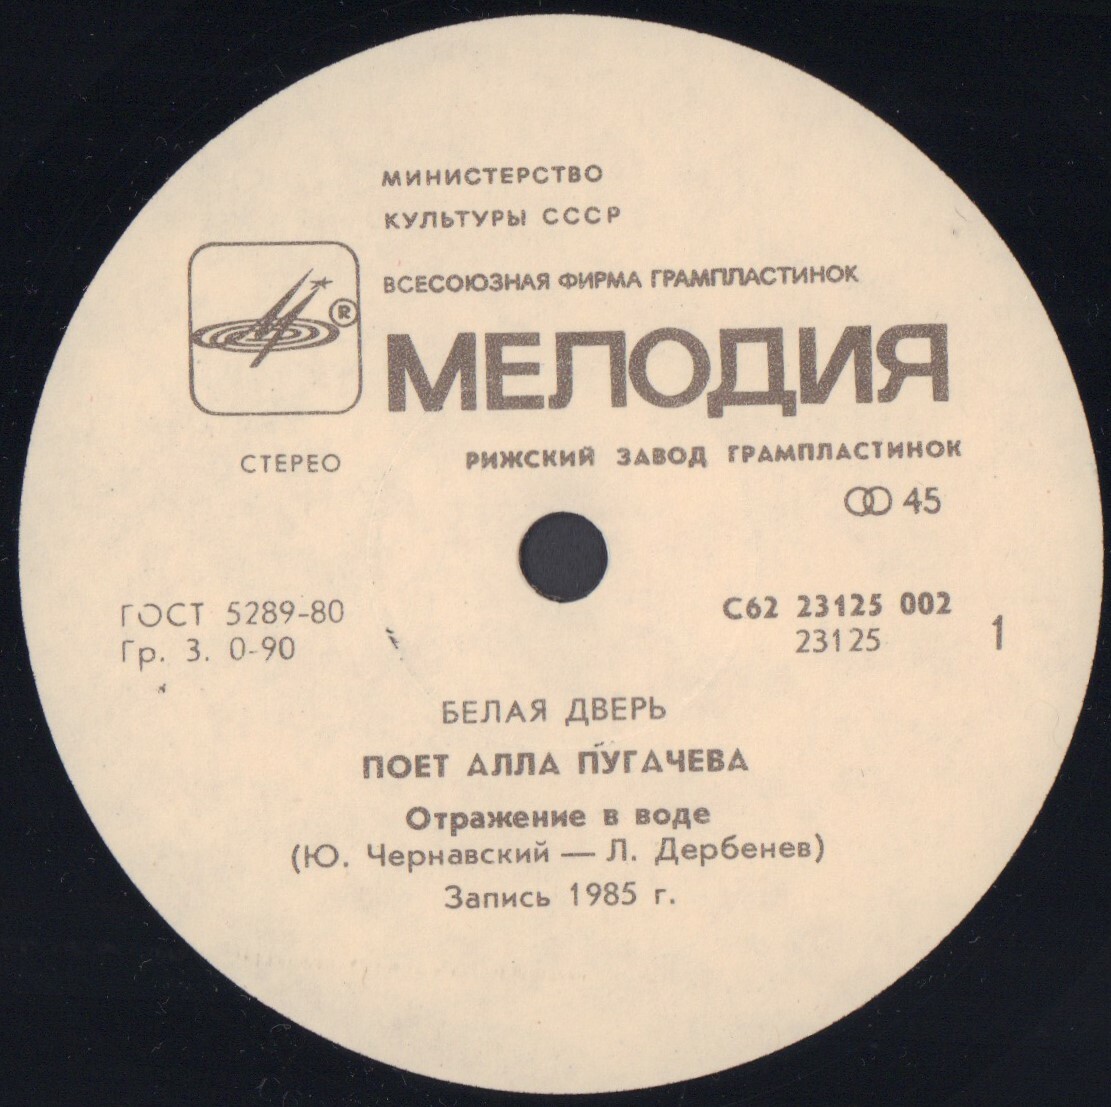 МИНИСТЕРСТВО
КУЛЬТУРЫ СССР
ВСЕСОЮЗНАЯ ФИРМА ГРАМПЛАСТИНОК
®
МЕЛОДИЯ
СТЕРЕО
РИЖСКИЙ ЗАВОД ГРАМПЛАСТИНОК
45
ГОСТ 5289-80
Гр. 3. 0-90
С62 23125 002
23125
1
БЕЛАЯ ДВЕРЬ
ПОЕТ АЛЛА ПУГАЧЕВА
Отражение в воде
(Ю. Чернавский — Л. Дербенев)
Запись 1985 г.